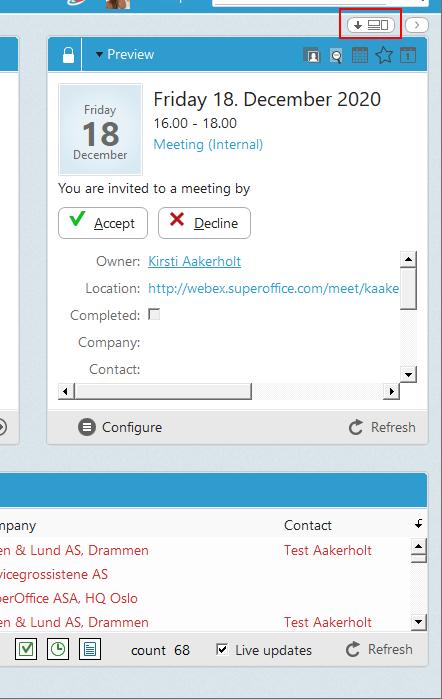 Preview
1
Friday
18
December
Friday 18. December 2020
16.00 - 18.00
Meeting (Internal)
You are invited to a meeting by
Accept
Decline
Owner: Kirsti Aakerholt
Location: http://webex.superoffice.com/meet/kaake
Completed:
Company:
Contact:
Configure
Refresh
mpany Contact
en & Lund AS, Drammen Test Aakerholt
vicegrossistene AS
perOffice ASA, HQ Oslo
en & Lund AS, Drammen Test Aakerholt
count 68 Live updates Refresh